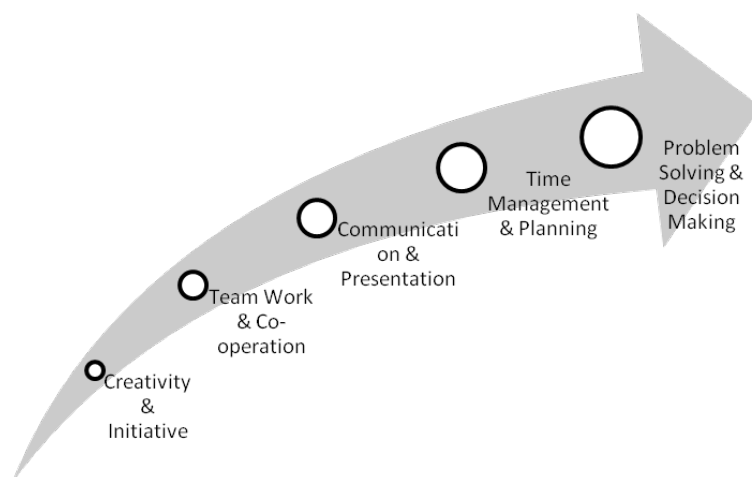 Creativity
&
Initiative
Team Work
& Co-
operation
Communicati
on &
Presentation
Time
Management
& Planning
Problem
Solving &
Decision
Making